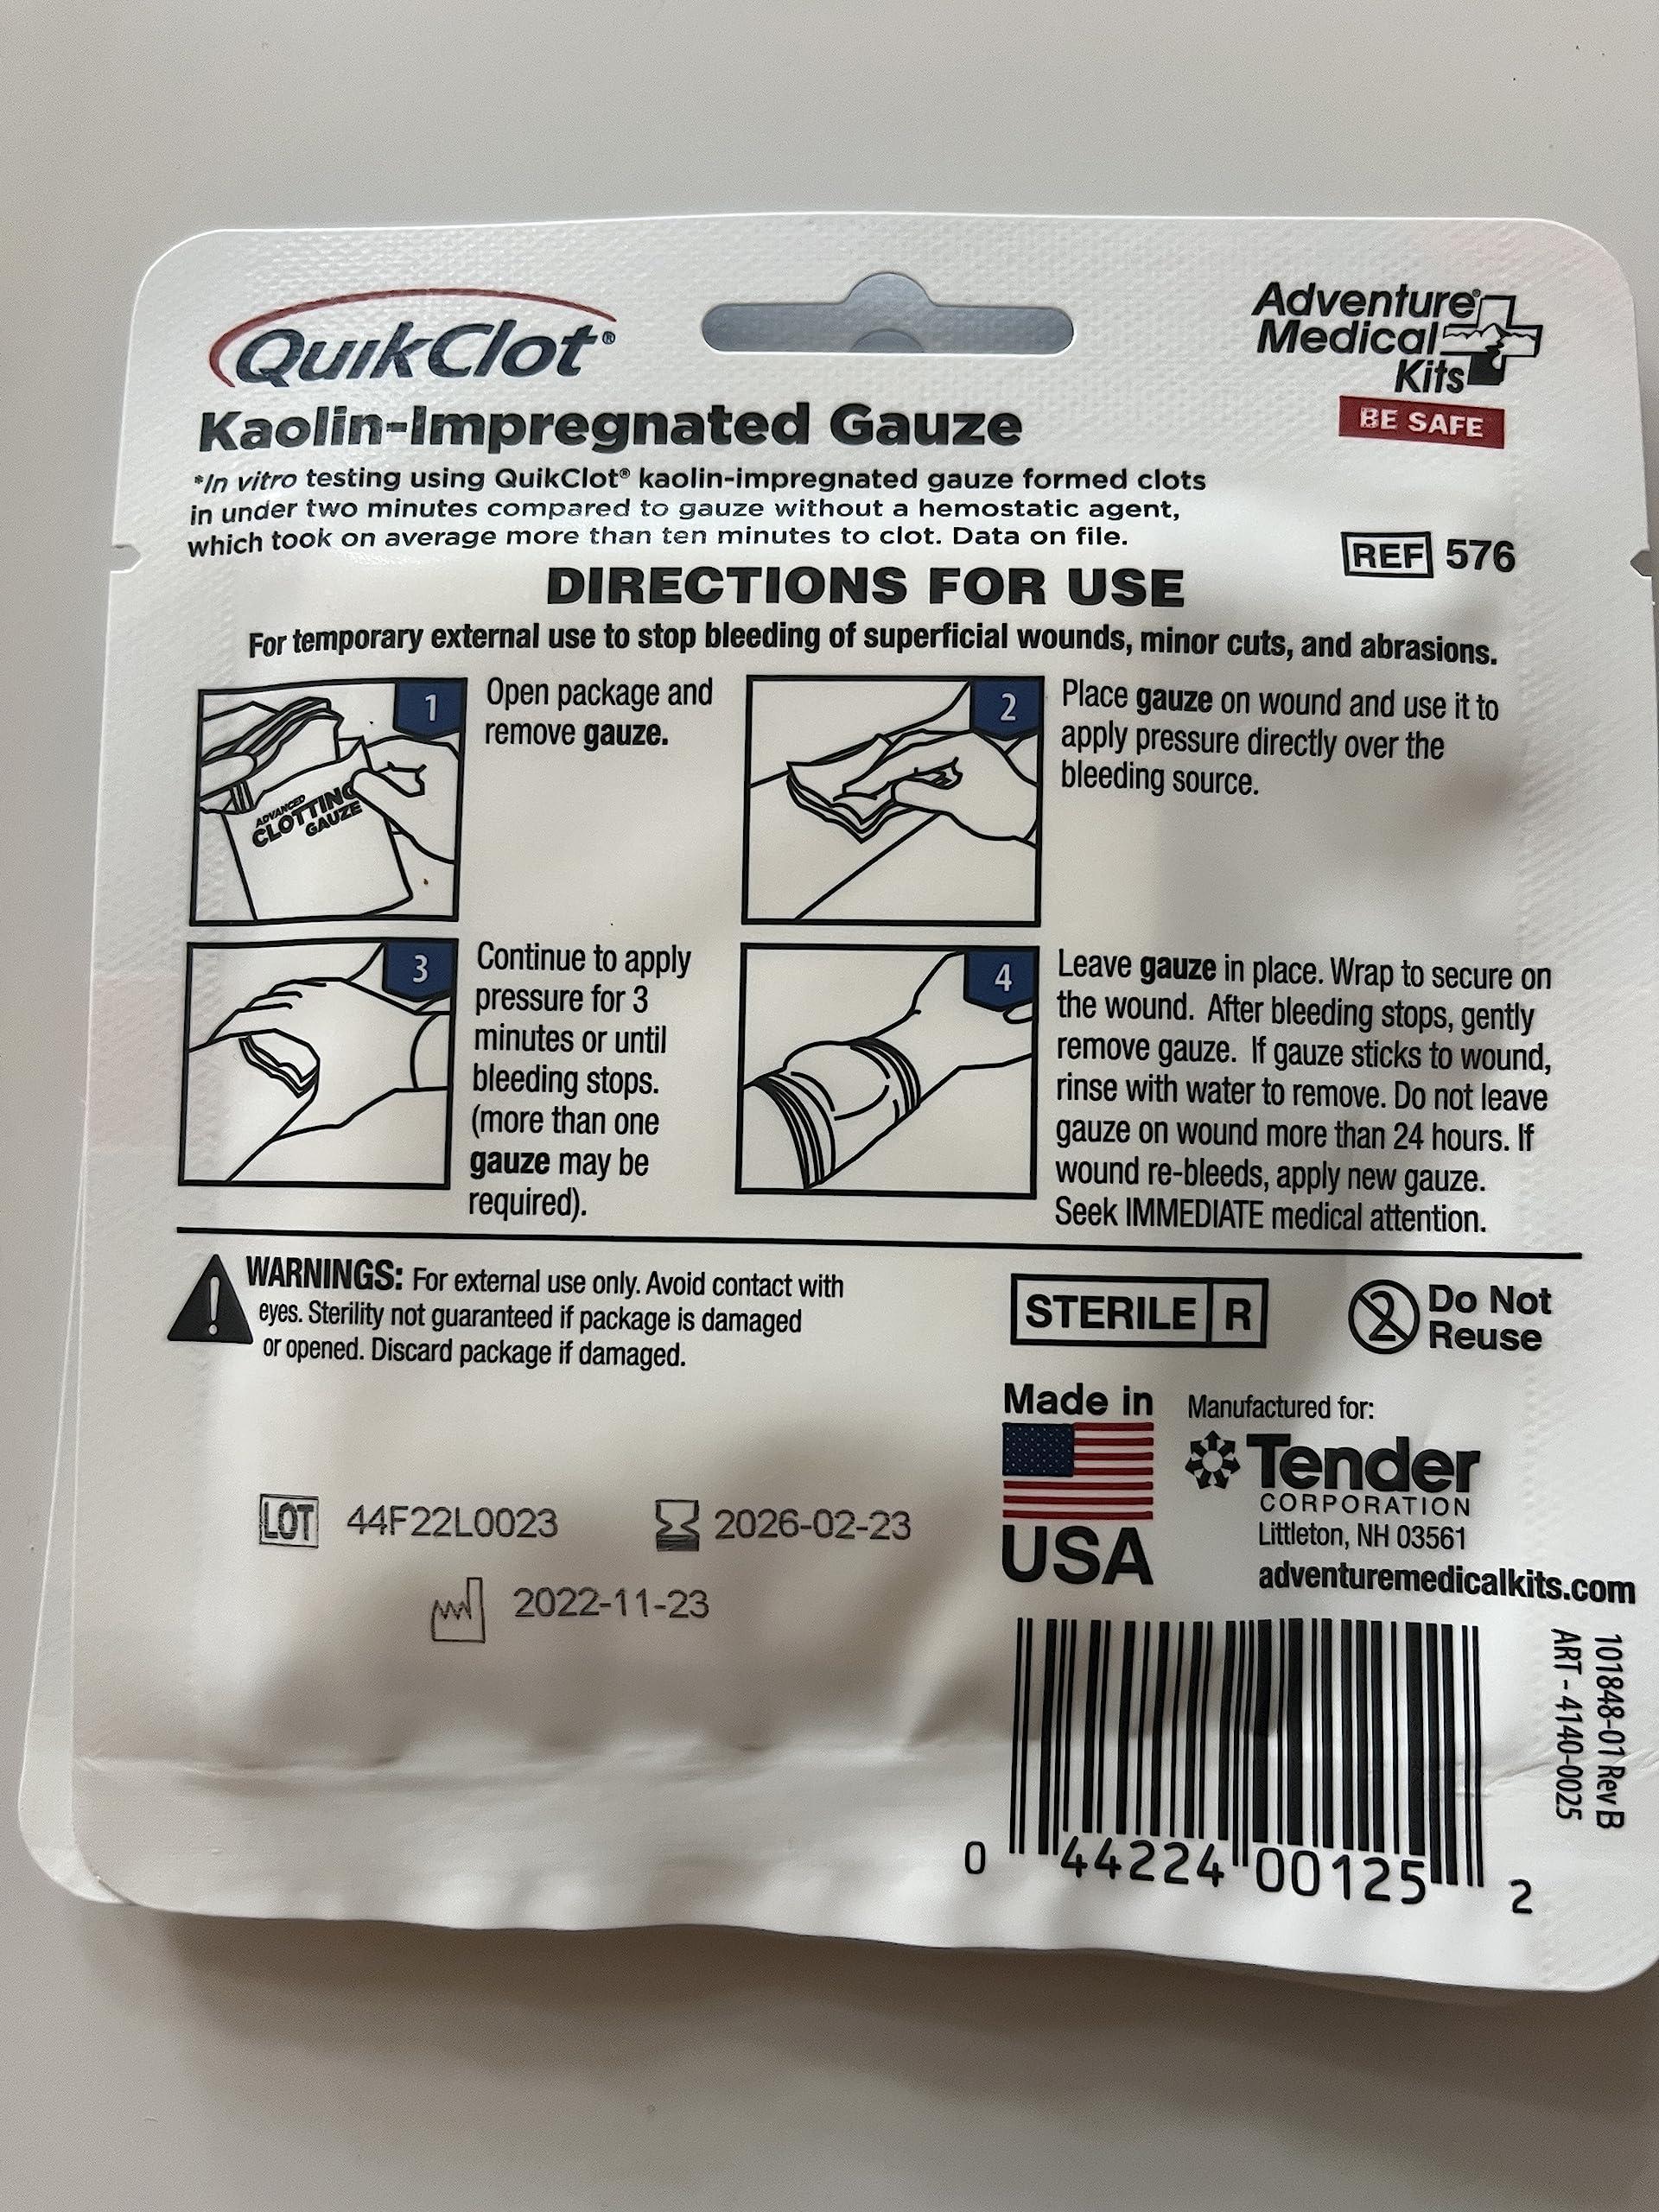 QuikClot®
Adventure®
Medical
Kits
BE SAFE
Kaolin-Impregnated Gauze
*In vitro testing using QuikClot® kaolin-impregnated gauze formed clots
in under two minutes compared to gauze without a hemostatic agent,
which took on average more than ten minutes to clot. Data on file.
REF 576
DIRECTIONS FOR USE
For temporary external use to stop bleeding of superficial wounds, minor cuts, and abrasions.
1
ADVANCED
CLOTTING
GAUZE
Open package and
remove gauze.
2
Place gauze on wound and use it to
apply pressure directly over the
bleeding source.
3
Continue to apply
pressure for 3
minutes or until
bleeding stops.
(more than one
gauze may be
required).
4
Leave gauze in place. Wrap to secure on
the wound. After bleeding stops, gently
remove gauze. If gauze sticks to wound,
rinse with water to remove. Do not leave
gauze on wound more than 24 hours. If
wound re-bleeds, apply new gauze.
Seek IMMEDIATE medical attention.
WARNINGS: For external use only. Avoid contact with
eyes. Sterility not guaranteed if package is damaged
or opened. Discard package if damaged.
STERILE R
2
Do Not
Reuse
Made in
USA
Manufactured for:
Tender
CORPORATION
Littleton, NH 03561
adventuremedicalkits.com
LOT 44F22L0023
2026-02-23
2022-11-23
101848-01 Rev B
ART - 4140-0025
0 44224 00125 2